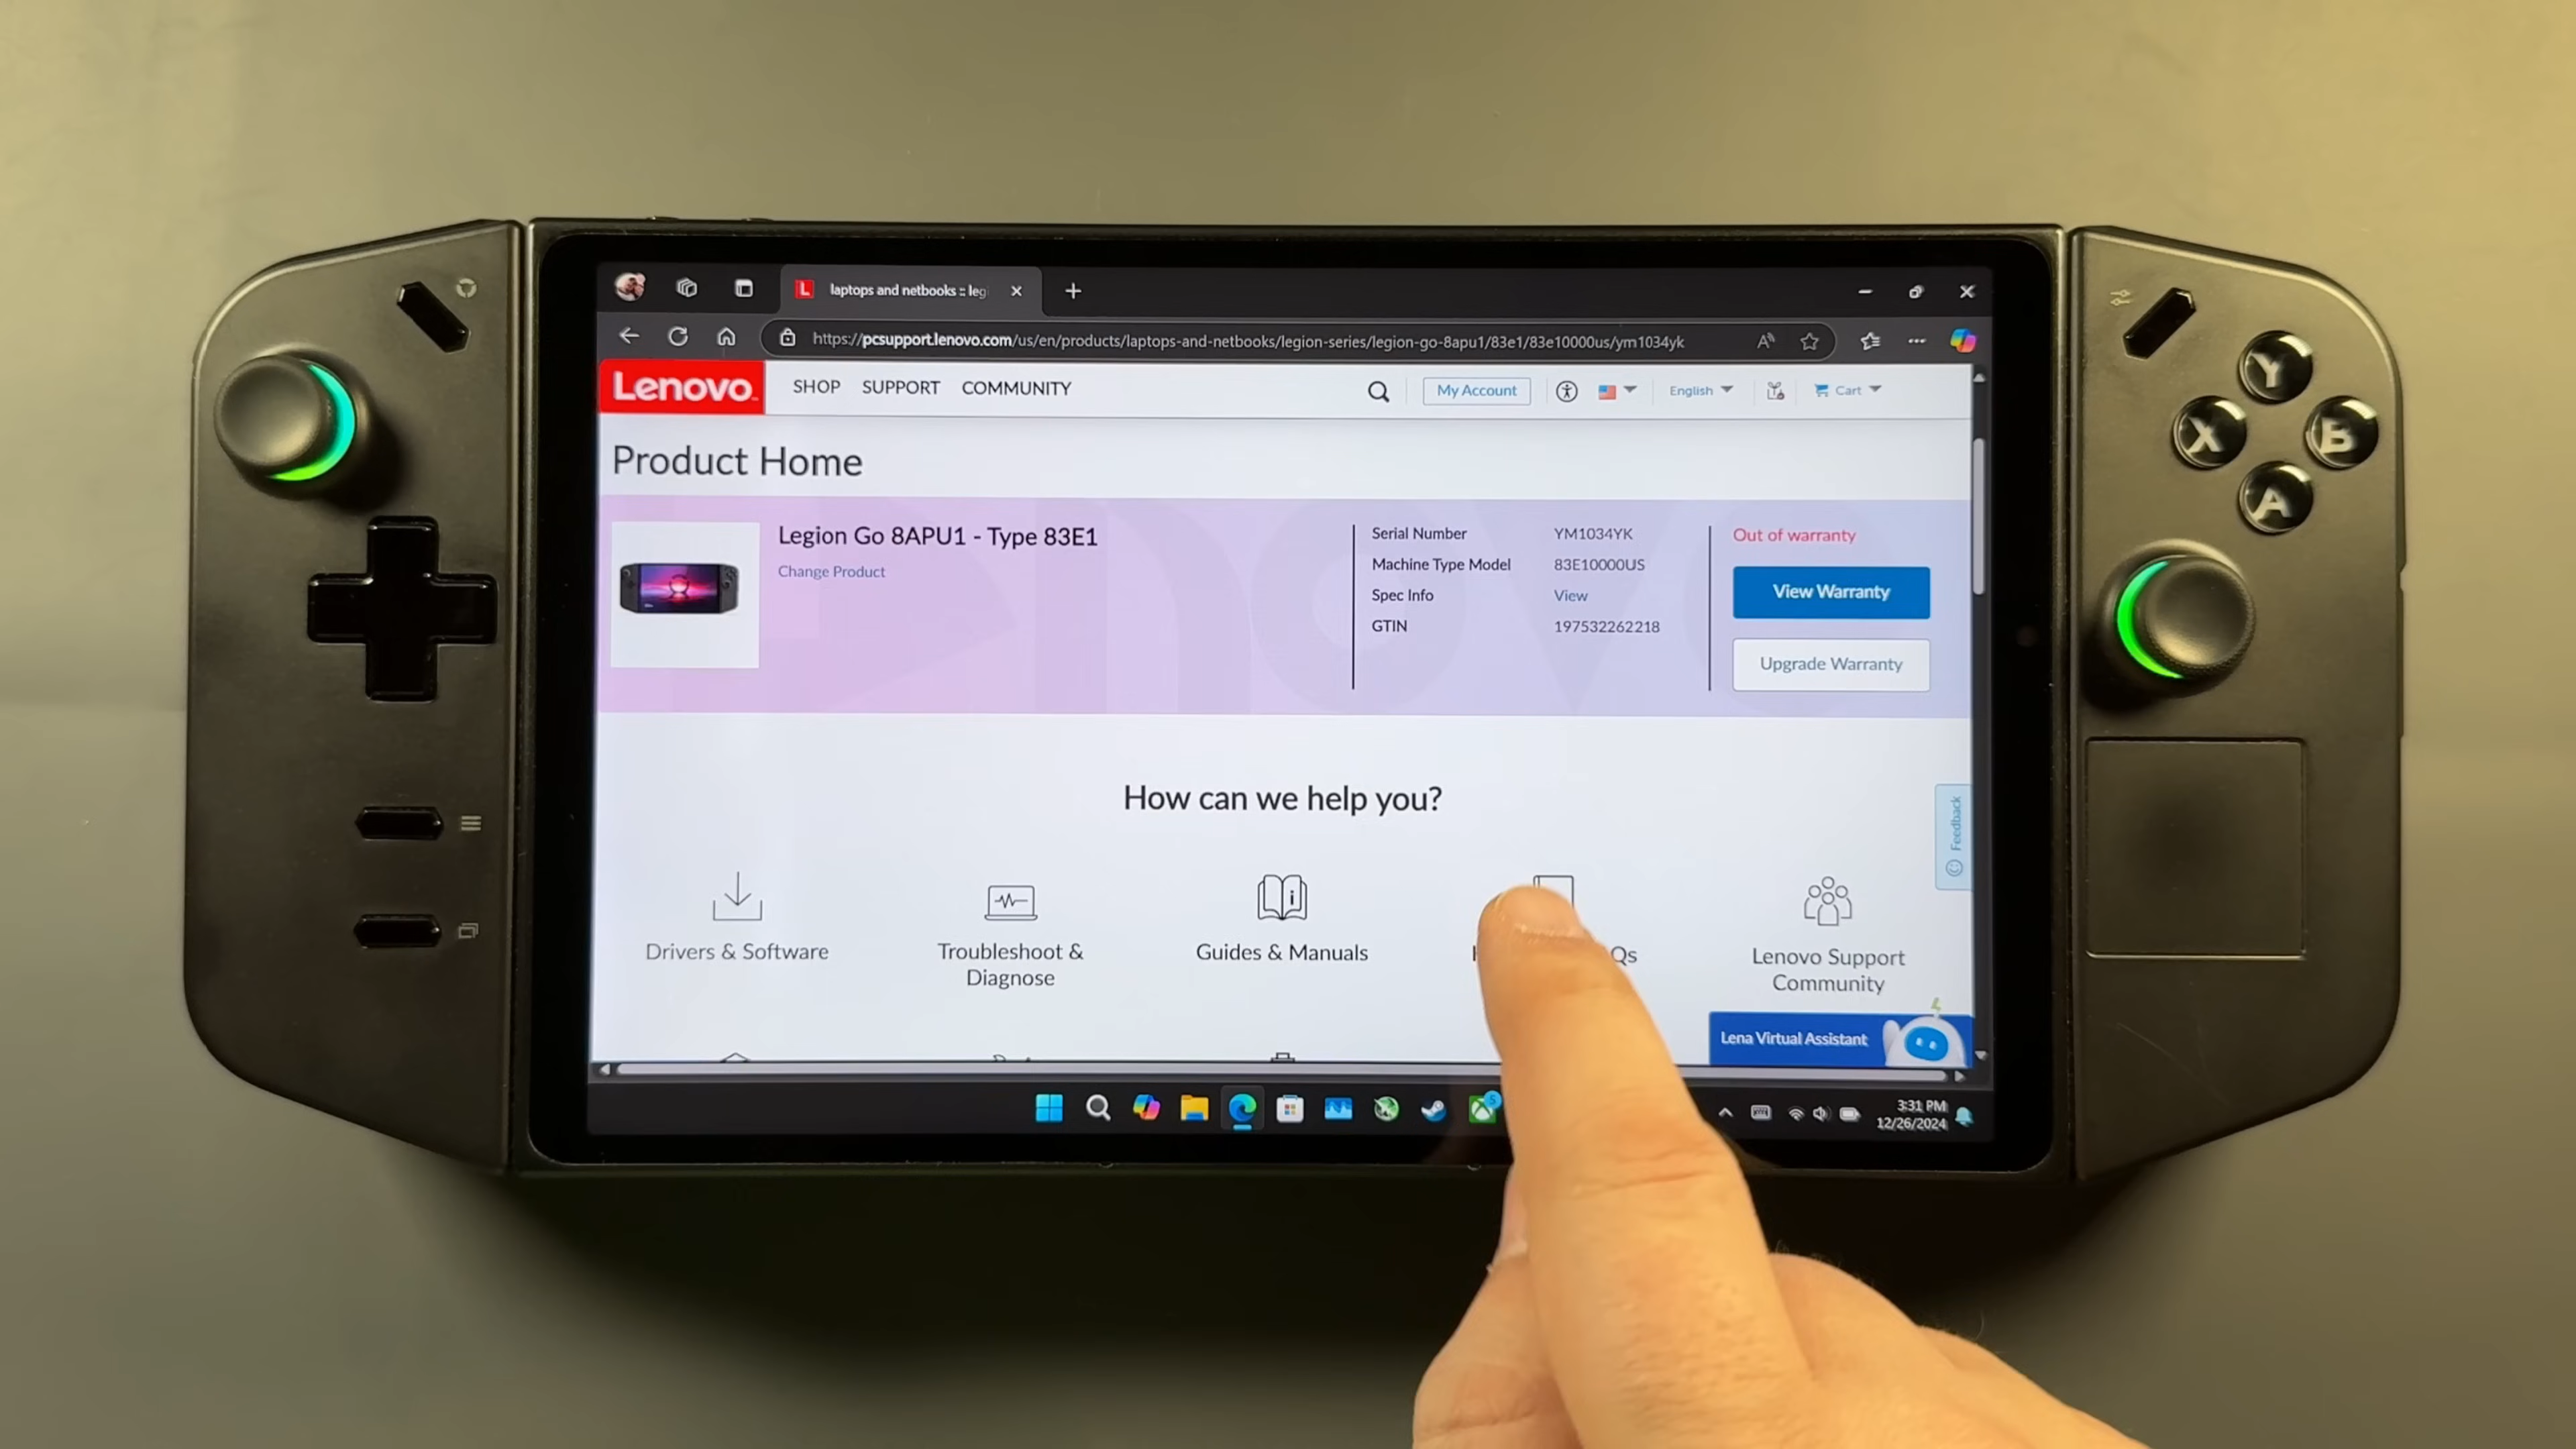 laptops and netbooks :: leg
https://pcsupport.lenovo.com/us/en/products/laptops-and-netbooks/legion-series/legion-go-8apu1/83e1/83e10000us/ym1034yk
Lenovo
SHOP SUPPORT COMMUNITY
My Account
English
Cart
Product Home
Legion Go 8APU1 - Type 83E1
Change Product
Serial Number YM1034YK
Machine Type Model 83E10000US
Spec Info View
GTIN 197532262218
Out of warranty
View Warranty
Upgrade Warranty
How can we help you?
Feedback
Drivers & Software
Troubleshoot &
Diagnose
Guides & Manuals
Qs
Lenovo Support
Community
Lena Virtual Assistant
5
3:31 PM
12/26/2024
Y
X
B
A